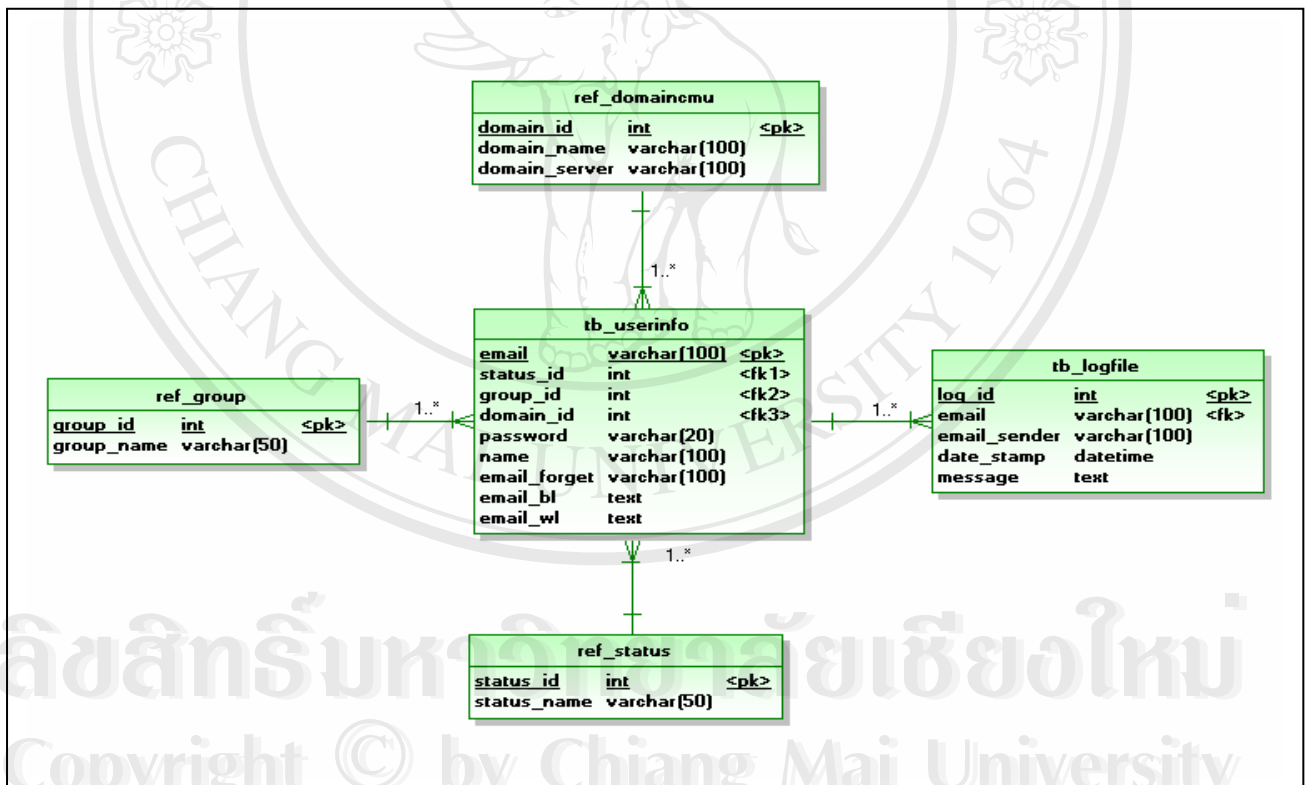 ref_domaincmu
domain_id int <pk>
domain_name varchar(100)
domain_server varchar(100)
1..*
tb_userinfo
email varchar(100) <pk>
status_id int <fk1>
group_id int <fk2>
domain_id int <fk3>
password varchar(20)
name varchar(100)
email_forget varchar(100)
email_bl text
email_wl text
ref_group
group_id int <pk>
group_name varchar(50)
1..*
tb_logfile
log_id int <pk>
email varchar(100) <fk>
email_sender varchar(100)
date_stamp datetime
message text
1..*
1..*
ref_status
status_id int <pk>
status_name varchar(50)
CHIANG MAI UNIVERSITY 1964
ลิขสิทธิ์มหาวิทยาลัยเชียงใหม่
Copyright © by Chiang Mai University